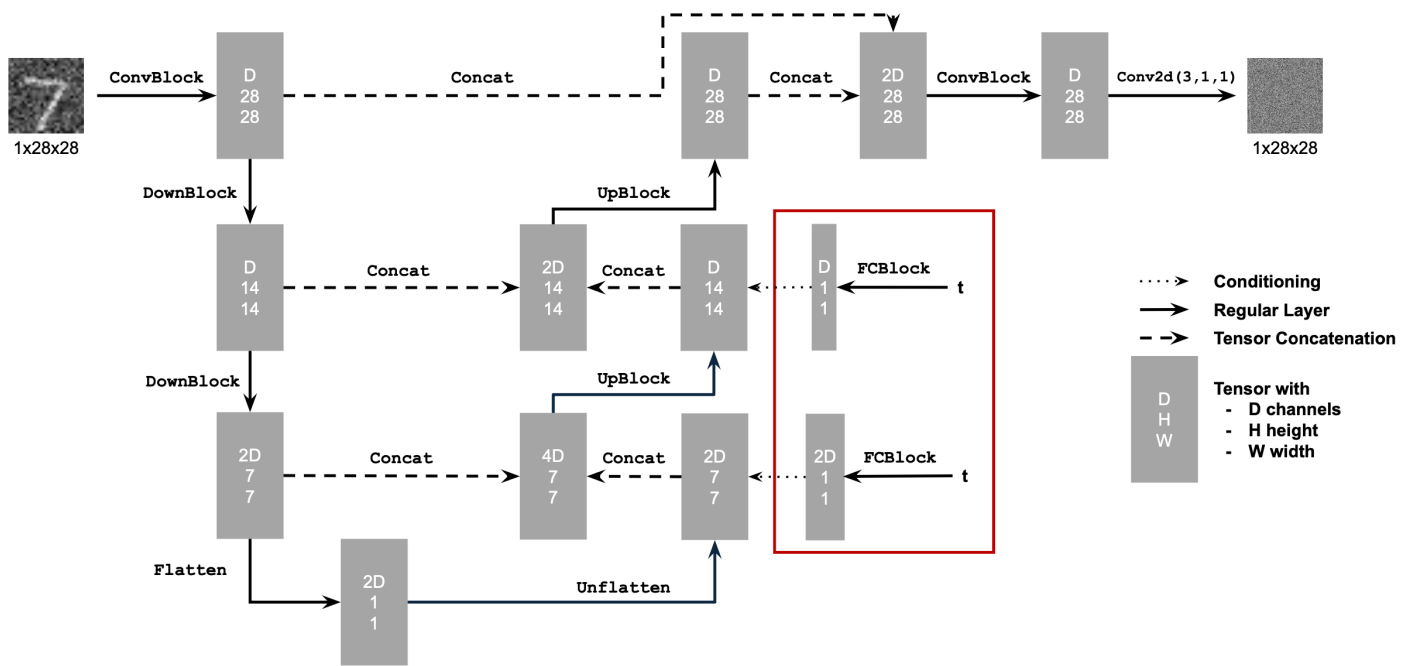 ConvBlock
D
28
28
Concat
D
28
28
Concat
2D
28
28
ConvBlock
D
28
28
Conv2d(3,1,1)
7
1x28x28
1x28x28
DownBlock
UpBlock
D
14
14
Concat
2D
14
14
Concat
D
14
14
D
1
1
FCBlock
t
DownBlock
UpBlock
2D
7
7
Concat
4D
7
7
Concat
2D
7
7
2D
1
1
FCBlock
t
Flatten
2D
1
1
Unflatten
Conditioning
Regular Layer
Tensor Concatenation
D
H
W
Tensor with
- D channels
- H height
- W width